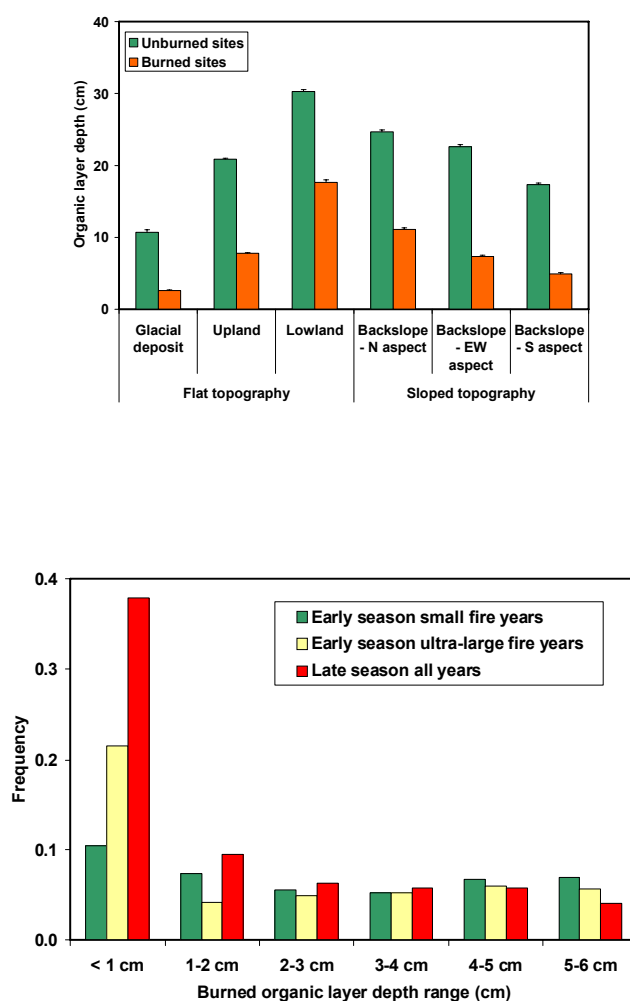 40
30
20
10
0
Organic layer depth (cm)
Unburned sites
Burned sites
Glacial
deposit
Upland
Lowland
Backslope
- N aspect
Backslope
- EW
aspect
Backslope
- S aspect
Flat topography
Sloped topography
0.4
0.3
0.2
0.1
0.0
Frequency
Early season small fire years
Early season ultra-large fire years
Late season all years
< 1 cm
1-2 cm
2-3 cm
3-4 cm
4-5 cm
5-6 cm
Burned organic layer depth range (cm)